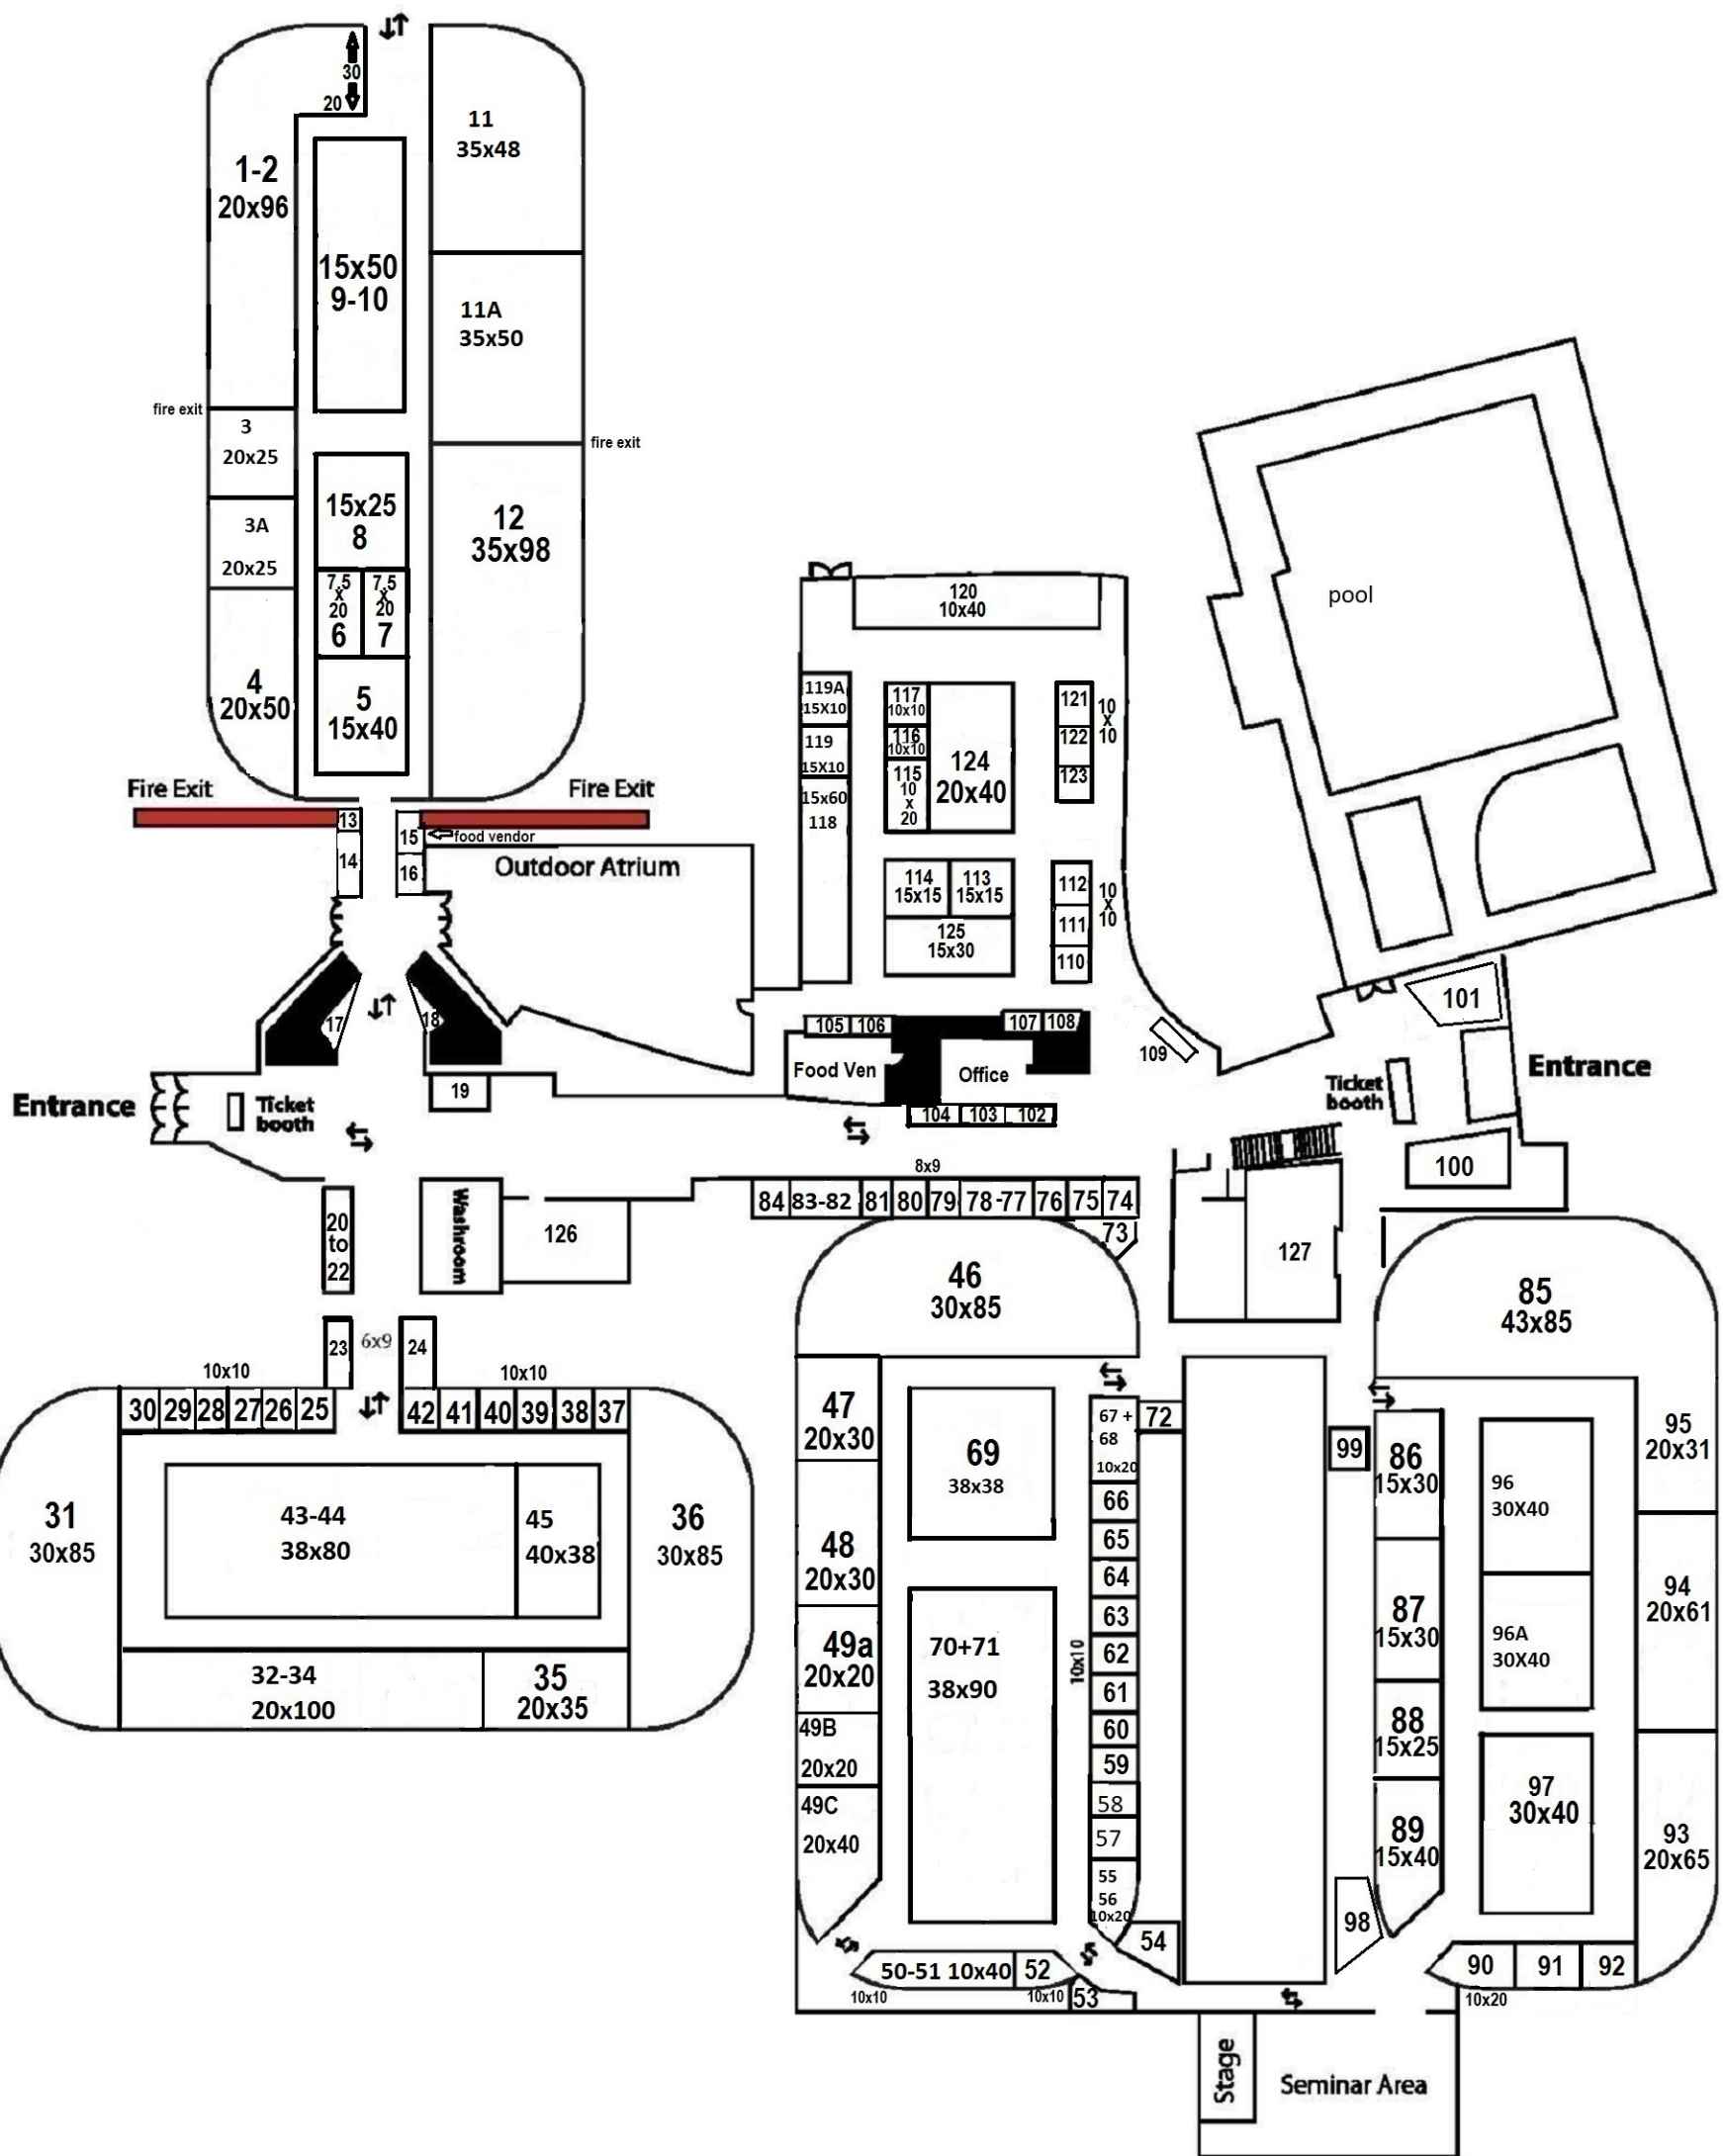 30
20
1-2
20x96
11
35x48
15x50
9-10
11A
35x50
fire exit
3
20x25
fire exit
3A
20x25
15x25
8
12
35x98
7.5
x
20
6
7.5
x
20
7
4
20x50
5
15x40
Fire Exit
Fire Exit
13
14
15
food vendor
16
Outdoor Atrium
17
18
Entrance
Ticket
booth
19
Washroom
126
20
to
22
23
6x9
24
10x10
10x10
30
29
28
27
26
25
42
41
40
39
38
37
31
30x85
43-44
38x80
45
40x38
36
30x85
32-34
20x100
35
20x35
120
10x40
119A
15X10
119
15X10
15x60
118
117
10x10
116
10x10
115
10
x
20
124
20x40
121
122
123
10
x
10
114
15x15
113
15x15
125
15x30
112
111
110
10
x
10
105
106
107
108
109
Food Ven
Office
104
103
102
pool
101
Entrance
Ticket
booth
100
127
8x9
84
83-82
81
80
79
78-77
76
75
74
73
46
30x85
47
20x30
48
20x30
49a
20x20
49B
20x20
49C
20x40
69
38x38
70+71
38x90
67 +
68
10x20
72
66
65
64
63
62
61
60
59
58
57
55
56
10x20
10x10
54
50-51 10x40
52
10x10
10x10
53
85
43x85
99
86
15x30
87
15x30
88
15x25
89
15x40
96
30X40
96A
30X40
97
30x40
95
20x31
94
20x61
93
20x65
98
90
91
92
10x20
Stage
Seminar Area